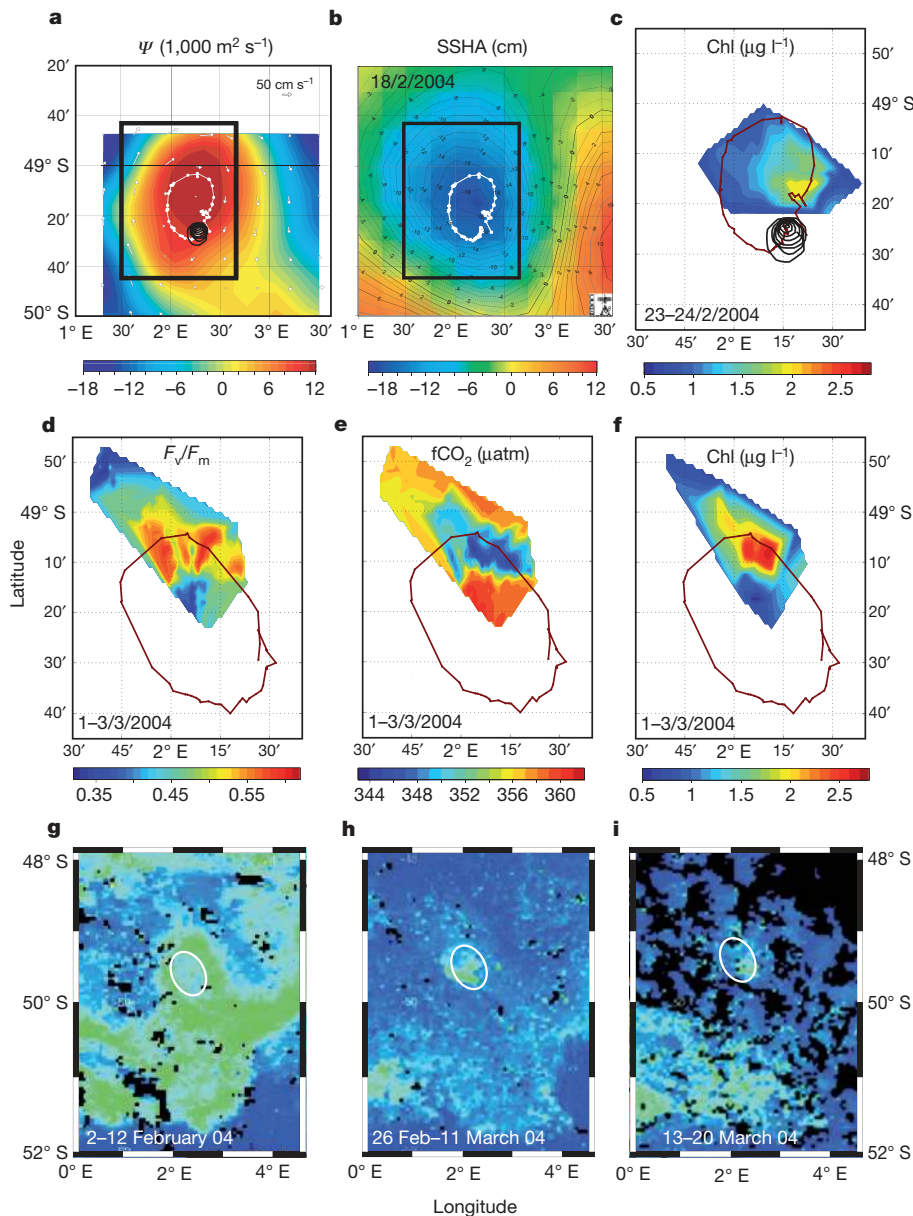 a
Ψ (1,000 m² s⁻¹)
50 cm s⁻¹
20′
40′
49° S
20′
40′
50° S
1° E 30′ 2° E 30′ 3° E 30′
−18 −12 −6 0 6 12
b
SSHA (cm)
18/2/2004
1° E 30′ 2° E 30′ 3° E 30′
−18 −12 −6 0 6 12
c
Chl (μg l⁻¹)
50′
49° S
10′
20′
30′
40′
23–24/2/2004
30′ 45′ 2° E 15′ 30′
0.5 1 1.5 2 2.5
d
Fv/Fm
50′
49° S
10′
20′
30′
40′
1–3/3/2004
30′ 45′ 2° E 15′ 30′
0.35 0.45 0.55
e
fCO₂ (μatm)
1–3/3/2004
30′ 45′ 2° E 15′ 30′
344 348 352 356 360
f
Chl (μg l⁻¹)
50′
49° S
10′
20′
30′
40′
1–3/3/2004
30′ 45′ 2° E 15′ 30′
0.5 1 1.5 2 2.5
Latitude
g
48° S
50° S
52° S
2–12 February 04
0° E 2° E 4° E
h
26 Feb–11 March 04
0° E 2° E 4° E
i
48° S
50° S
52° S
13–20 March 04
0° E 2° E 4° E
Longitude